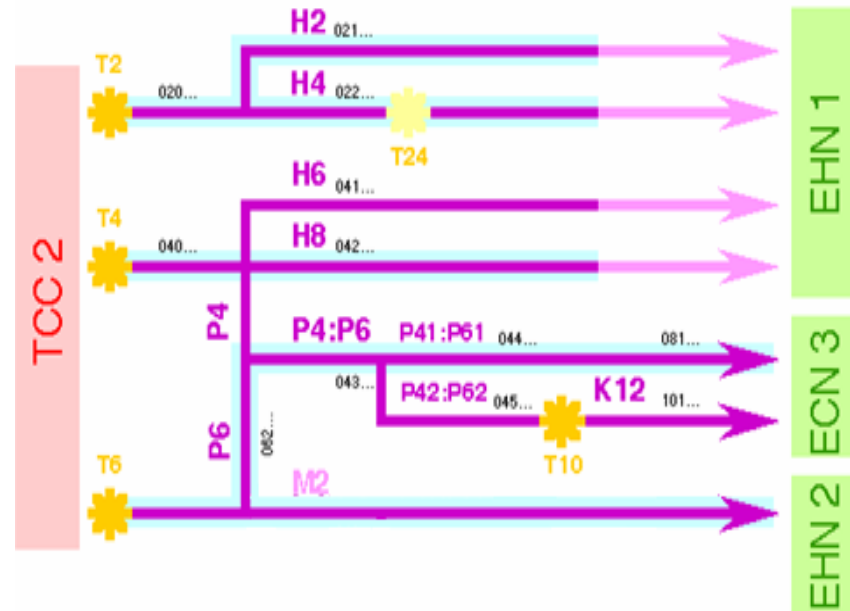 TCC 2
T2
020...
H2 021...
H4 022...
T24
EHN 1
H6
041...
T4
040...
H8
042...
P4
P4:P6 P41:P61 044... 081...
043...
P42:P62 045... K12 101...
T10
ECN 3
P6
062...
T6
M2
EHN 2